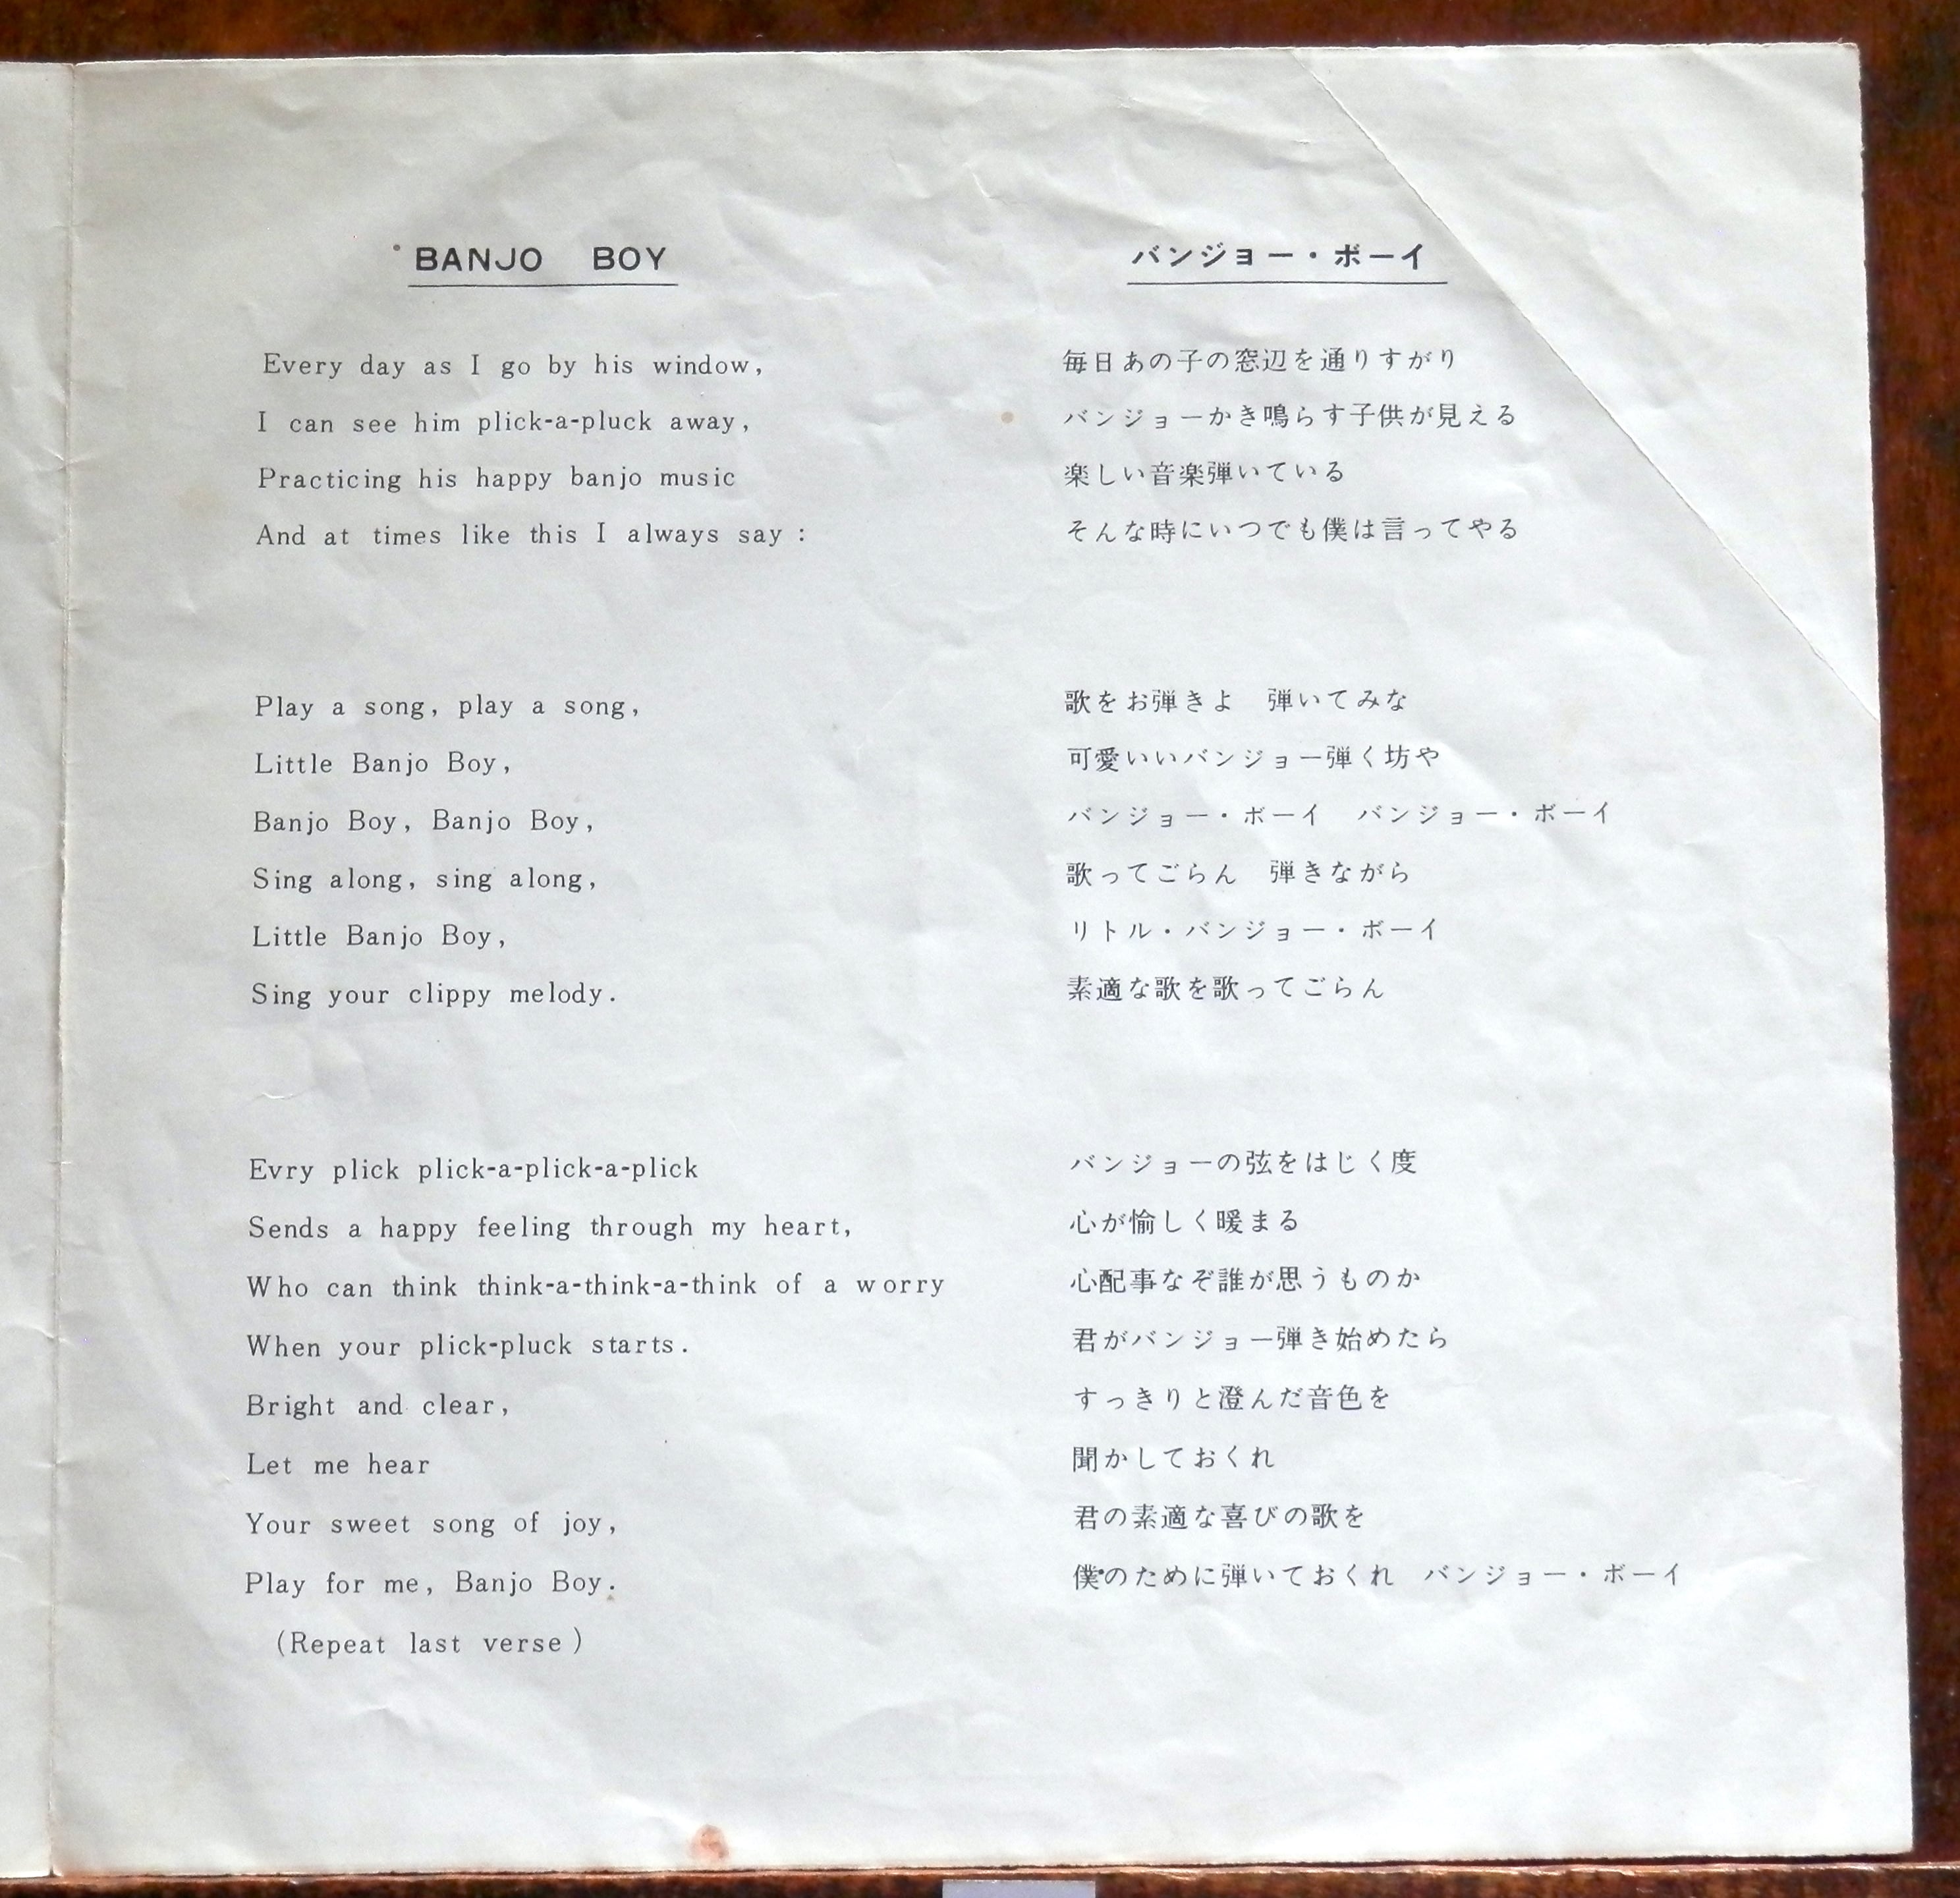 BANJO BOY
Every day as I go by his window,
I can see him plick-a-pluck away,
Practicing his happy banjo music
And at times like this I always say :
Play a song, play a song,
Little Banjo Boy,
Banjo Boy, Banjo Boy,
Sing along, sing along,
Little Banjo Boy,
Sing your clippy melody.
Evry plick plick-a-plick-a-plick
Sends a happy feeling through my heart,
Who can think think-a-think-a-think of a worry
When your plick-pluck starts.
Bright and clear,
Let me hear
Your sweet song of joy,
Play for me, Banjo Boy.
(Repeat last verse)
バンジョー・ボーイ
毎日あの子の窓辺を通りすがり
バンジョーかき鳴らす子供が見える
楽しい音楽弾いている
そんな時にいつでも僕は言ってやる
歌をお弾きよ　弾いてみな
可愛いいバンジョー弾く坊や
バンジョー・ボーイ　バンジョー・ボーイ
歌ってごらん　弾きながら
リトル・バンジョー・ボーイ
素適な歌を歌ってごらん
バンジョーの弦をはじく度
心が愉しく暖まる
心配事なぞ誰が思うものか
君がバンジョー弾き始めたら
すっきりと澄んだ音色を
聞かしておくれ
君の素適な喜びの歌を
僕のために弾いておくれ　バンジョー・ボーイ